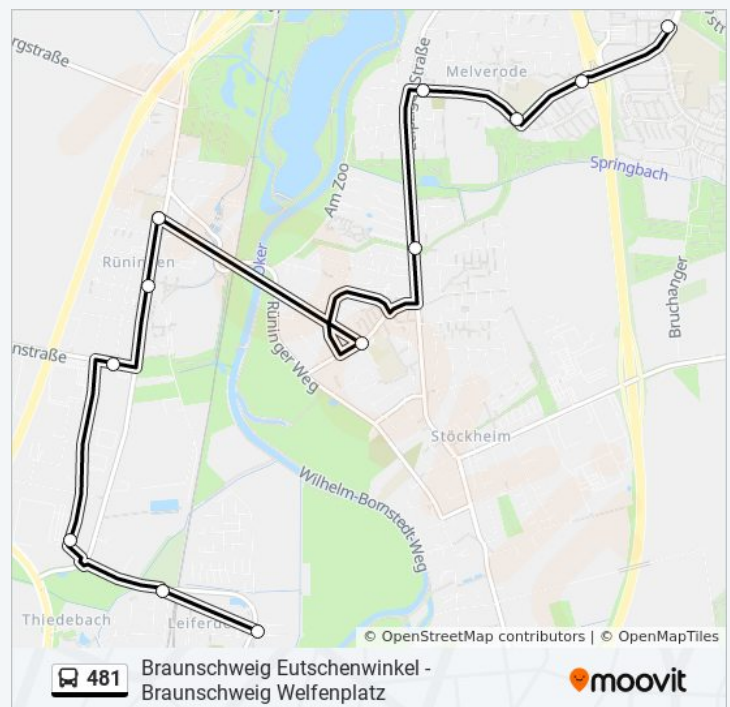 rgstraße
Straße
Melverode
Springbach
Am Zoo
Oker
Rüningen
Bruchanger
nstraße
Rüninger Weg
Stöckheim
Wilhelm-Bornstedt-Weg
Thiedebach
Leiferde
© OpenStreetMap contributors | © OpenMapTiles
481
Braunschweig Eutschenwinkel -
Braunschweig Welfenplatz
moovit